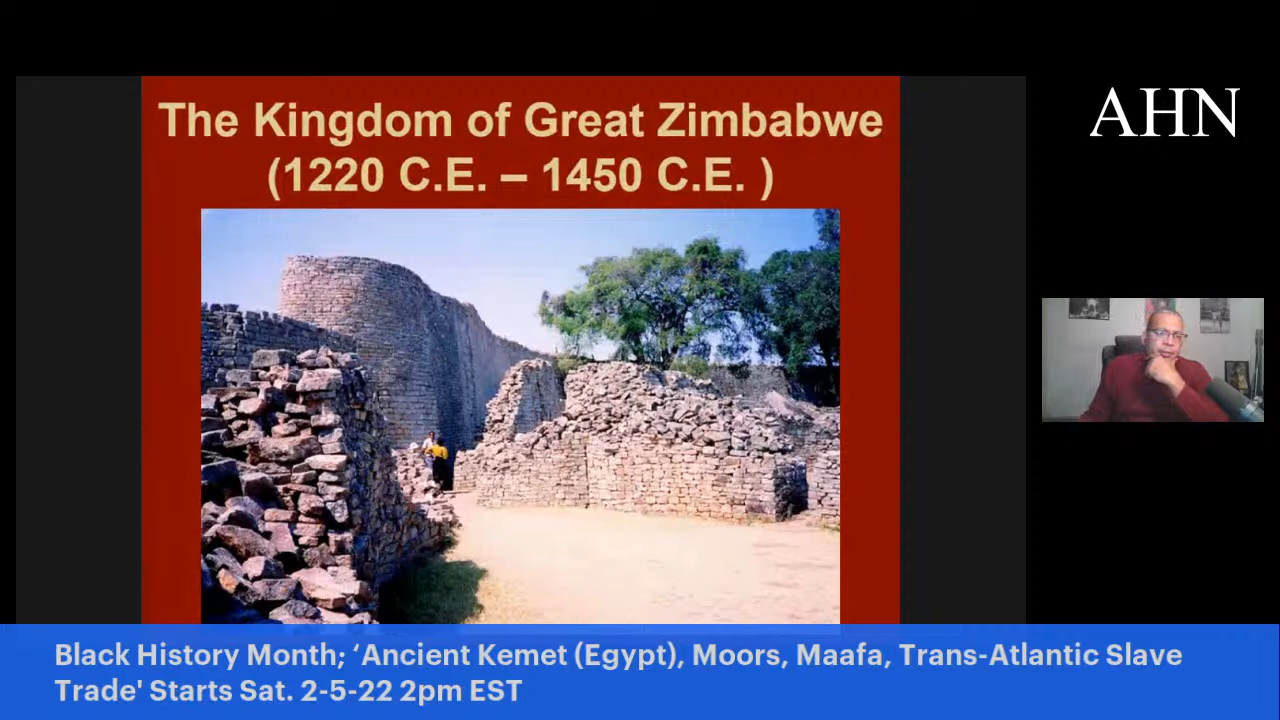 The Kingdom of Great Zimbabwe
(1220 C.E. – 1450 C.E. )
AHN
Black History Month; ‘Ancient Kemet (Egypt), Moors, Maafa, Trans-Atlantic Slave
Trade' Starts Sat. 2-5-22 2pm EST